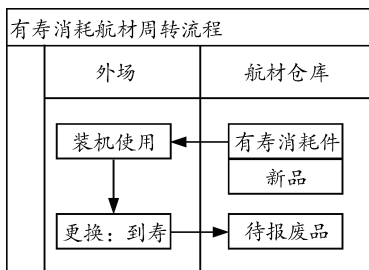 有寿消耗航材周转流程
外场
航材仓库
装机使用
有寿消耗件
新品
更换：到寿
待报废品